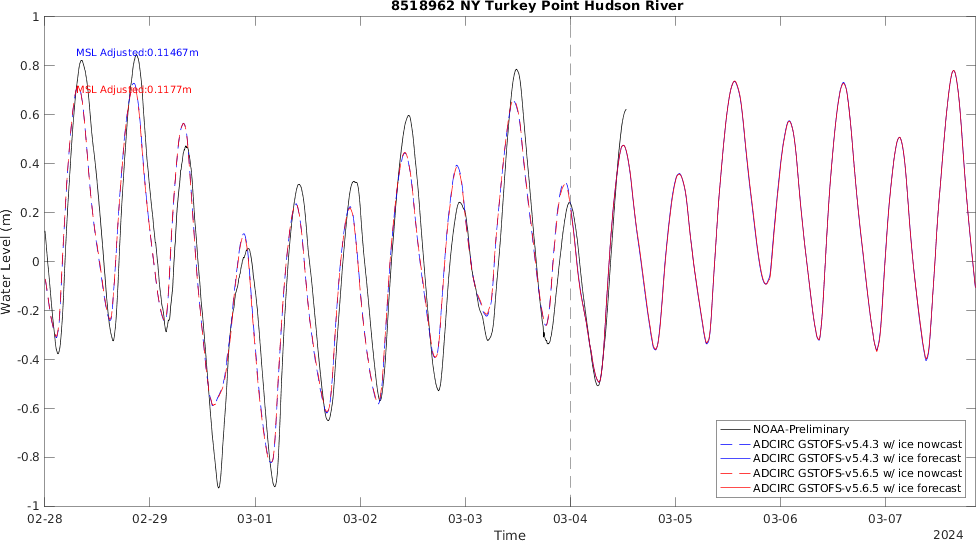 8518962 NY Turkey Point Hudson River
MSL Adjusted:0.11467m
MSL Adjusted:0.1177m
Water Level (m)
1
0.8
0.6
0.4
0.2
0
-0.2
-0.4
-0.6
-0.8
-1
NOAA-Preliminary
ADCIRC GSTOFS-v5.4.3 w/ ice nowcast
ADCIRC GSTOFS-v5.4.3 w/ ice forecast
ADCIRC GSTOFS-v5.6.5 w/ ice nowcast
ADCIRC GSTOFS-v5.6.5 w/ ice forecast
02-28 02-29 03-01 03-02 03-03 03-04 03-05 03-06 03-07
Time
2024